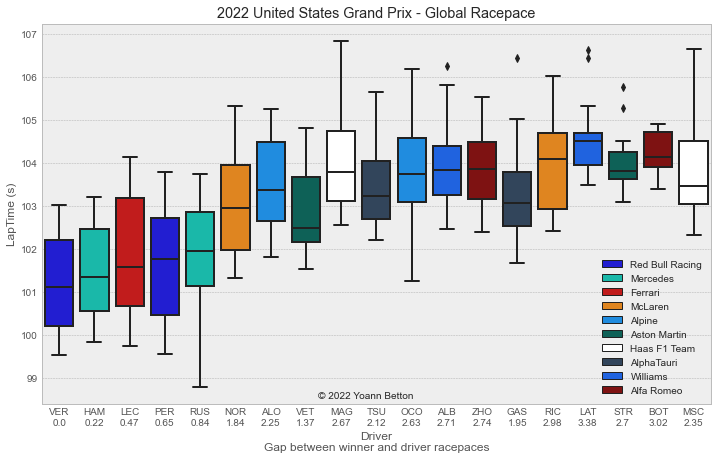 2022 United States Grand Prix - Global Racepace
107
106
105
104
103
102
101
100
99
LapTime (s)
Red Bull Racing
Mercedes
Ferrari
McLaren
Alpine
Aston Martin
Haas F1 Team
AlphaTauri
Williams
Alfa Romeo
© 2022 Yoann Betton
VER HAM LEC PER RUS NOR ALO VET MAG TSU OCO ALB ZHO GAS RIC LAT STR BOT MSC
0.0 0.22 0.47 0.65 0.84 1.84 2.25 1.37 2.67 2.12 2.63 2.71 2.74 1.95 2.98 3.38 2.7 3.02 2.35
Driver
Gap between winner and driver racepaces